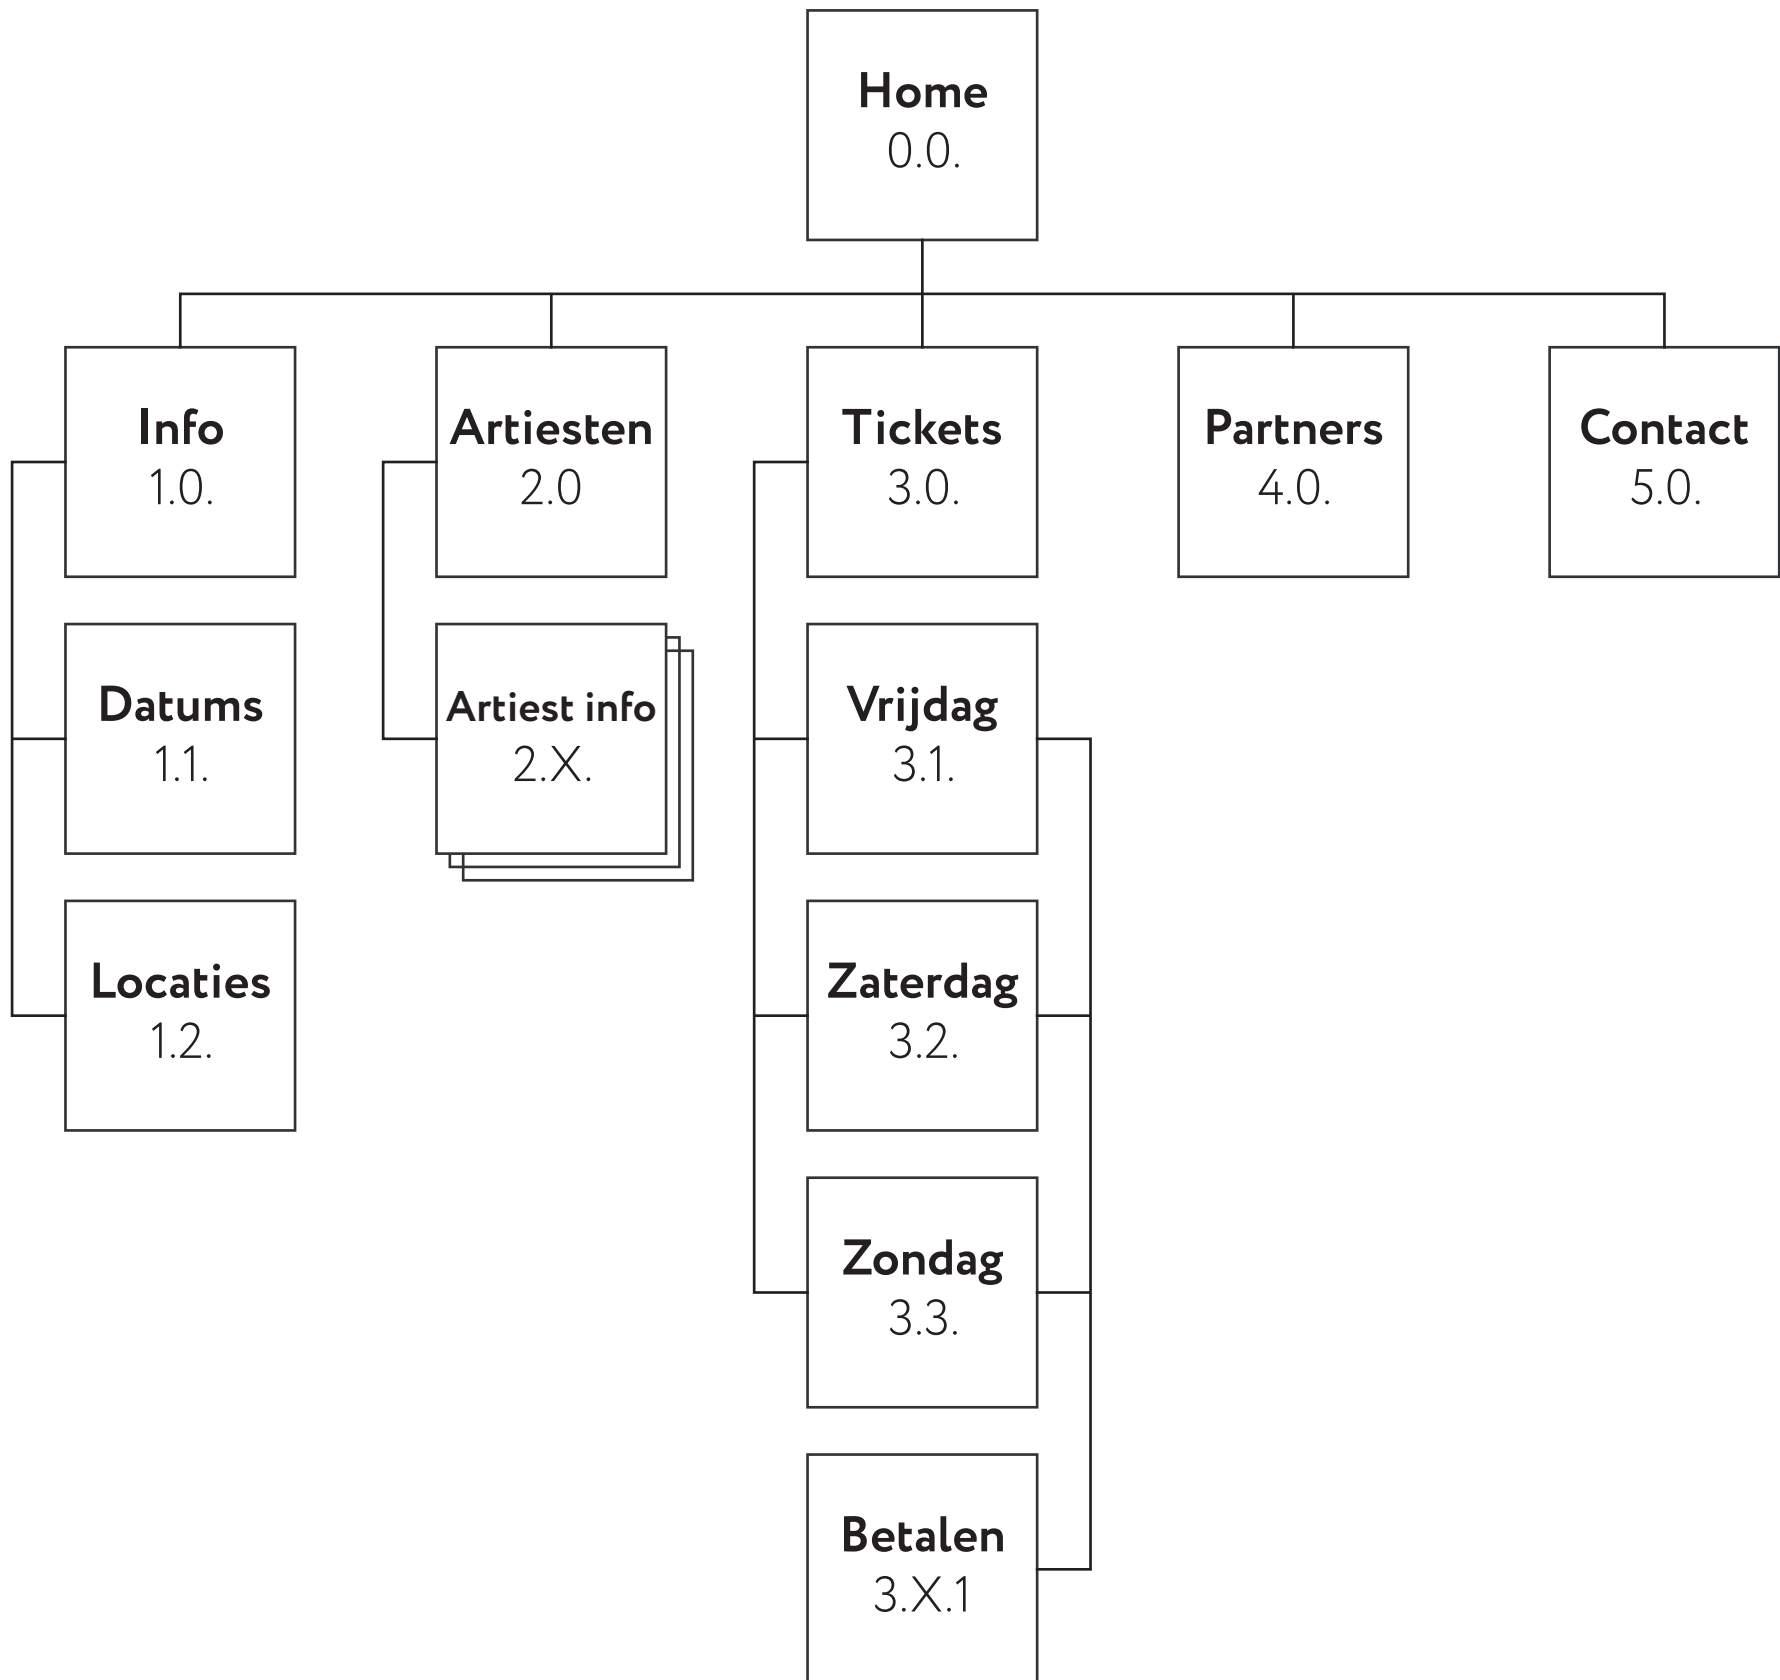 Home
0.0.
Info
1.0.
Artiesten
2.0
Tickets
3.0.
Partners
4.0.
Contact
5.0.
Datums
1.1.
Artiest info
2.X.
Vrijdag
3.1.
Locaties
1.2.
Zaterdag
3.2.
Zondag
3.3.
Betalen
3.X.1